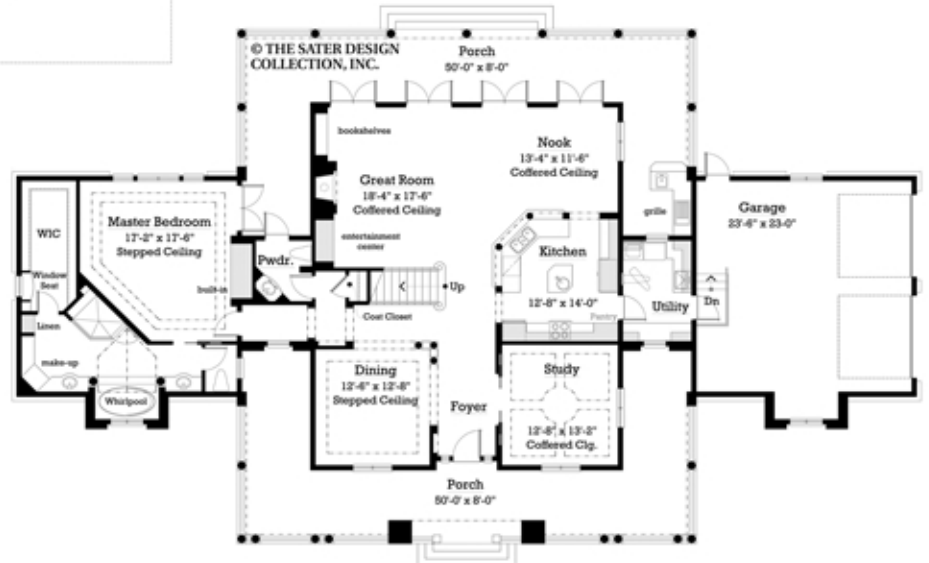 © THE SATER DESIGN
COLLECTION, INC.
Porch
50'-0" x 8'-0"
bookshelves
Nook
13'-4" x 11'-6"
Coffered Ceiling
Great Room
18'-4" x 17'-6"
Coffered Ceiling
grille
Garage
23'-6" x 23-0"
WIC
Master Bedroom
17'-2" x 17'-6"
Stepped Ceiling
entertainment
center
Kitchen
12'-8" x 14'-0"
Pwdr.
Window
Seat
built-in
Up
Pantry
Utility
Dn
Linen
Coat Closet
make-up
Whirlpool
Dining
12'-6" x 12'-8"
Stepped Ceiling
Study
12'-8" x 13'-2"
Coffered Clg.
Foyer
Porch
50'-0' x 8'-0"